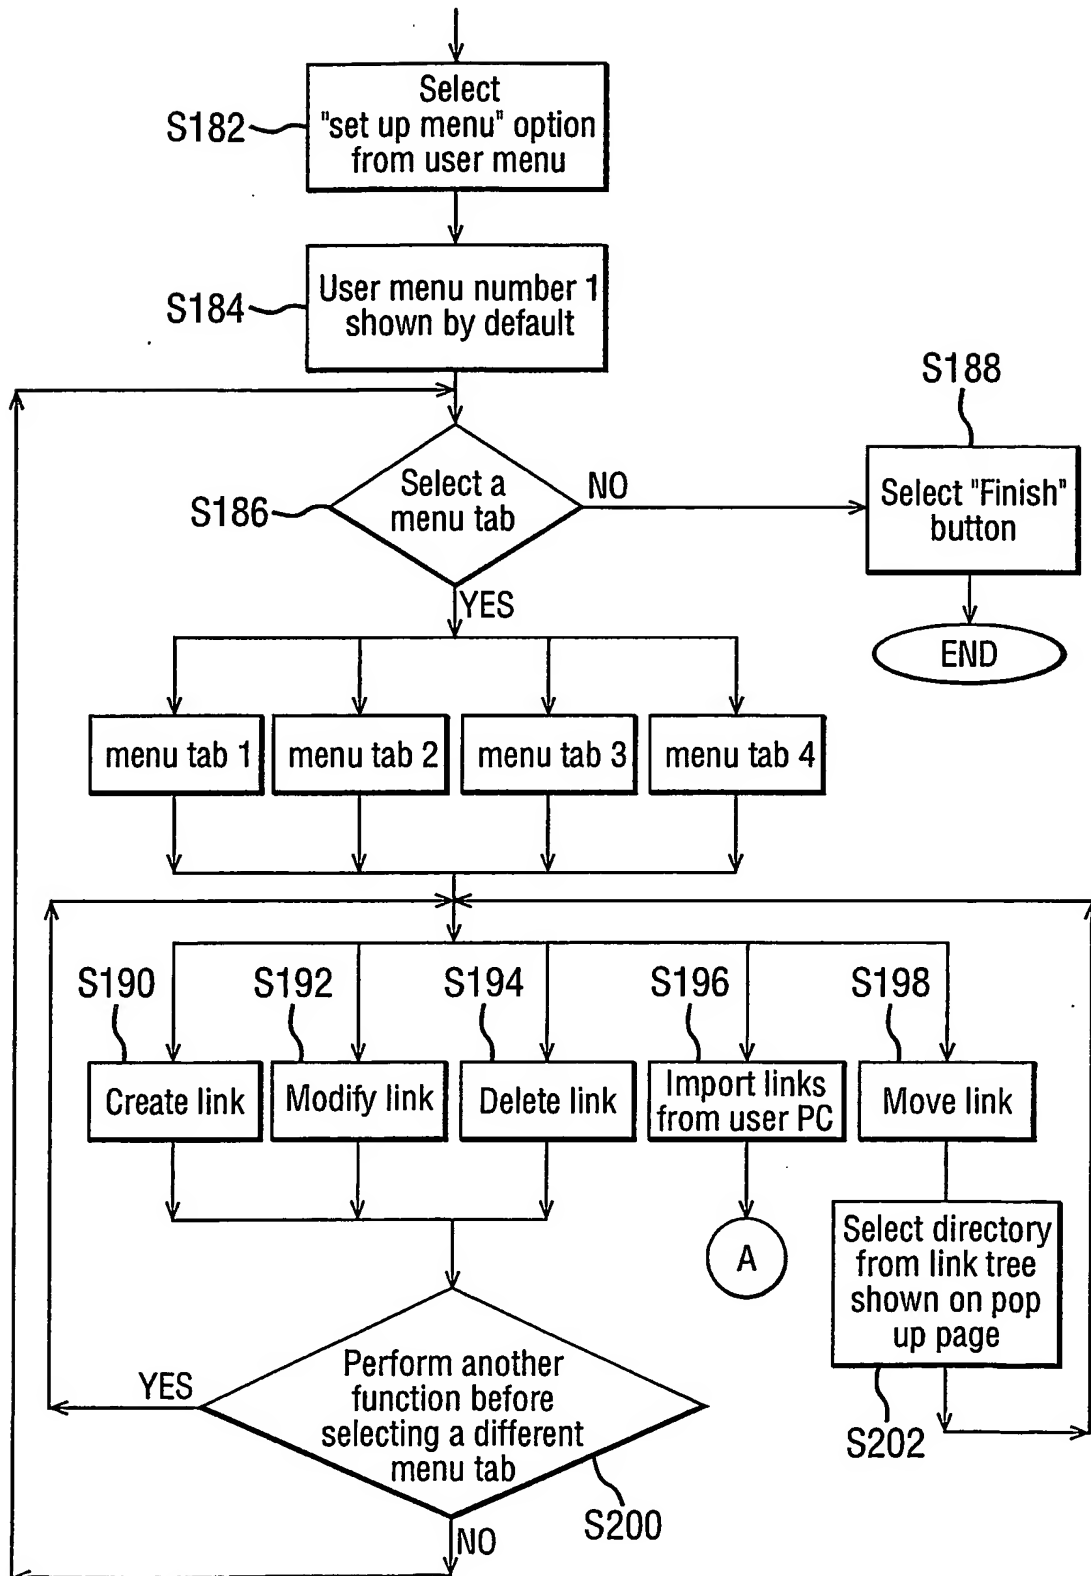 Select
"set up menu" option
from user menu
S182
User menu number 1
shown by default
S184
S188
Select a
menu tab
S186
NO
Select "Finish"
button
YES
END
menu tab 1
menu tab 2
menu tab 3
menu tab 4
S190
S192
S194
S196
S198
Create link
Modify link
Delete link
Import links
from user PC
Move link
A
Select directory
from link tree
shown on pop
up page
YES
Perform another
function before
selecting a different
menu tab
S202
S200
NO